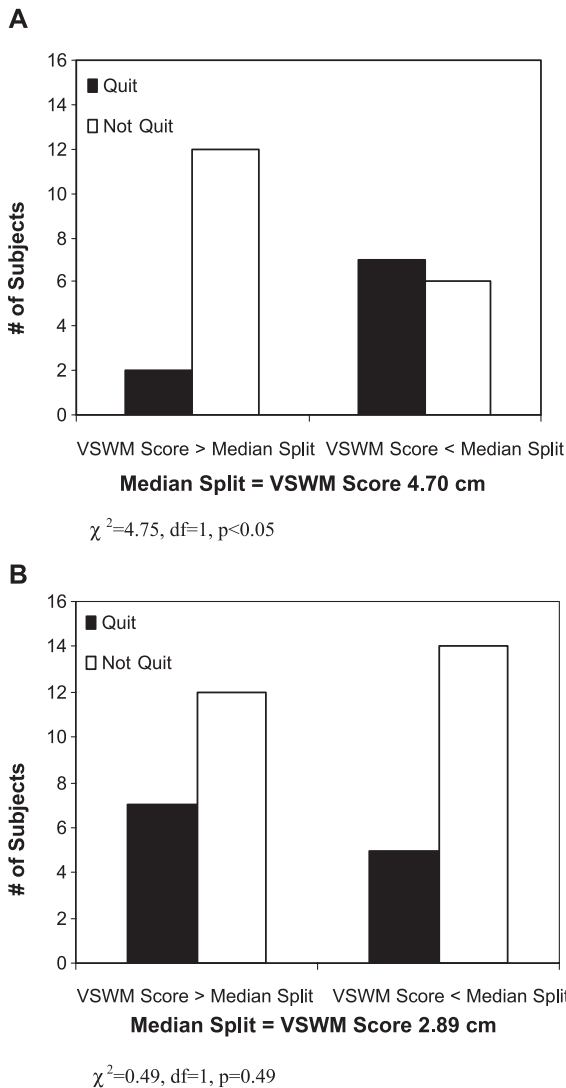 A
16
14
12
10
8
6
4
2
0
# of Subjects
Quit
Not Quit
VSWM Score > Median Split VSWM Score < Median Split
Median Split = VSWM Score 4.70 cm
χ²=4.75, df=1, p<0.05
B
16
14
12
10
8
6
4
2
0
# of Subjects
Quit
Not Quit
VSWM Score > Median Split VSWM Score < Median Split
Median Split = VSWM Score 2.89 cm
χ²=0.49, df=1, p=0.49